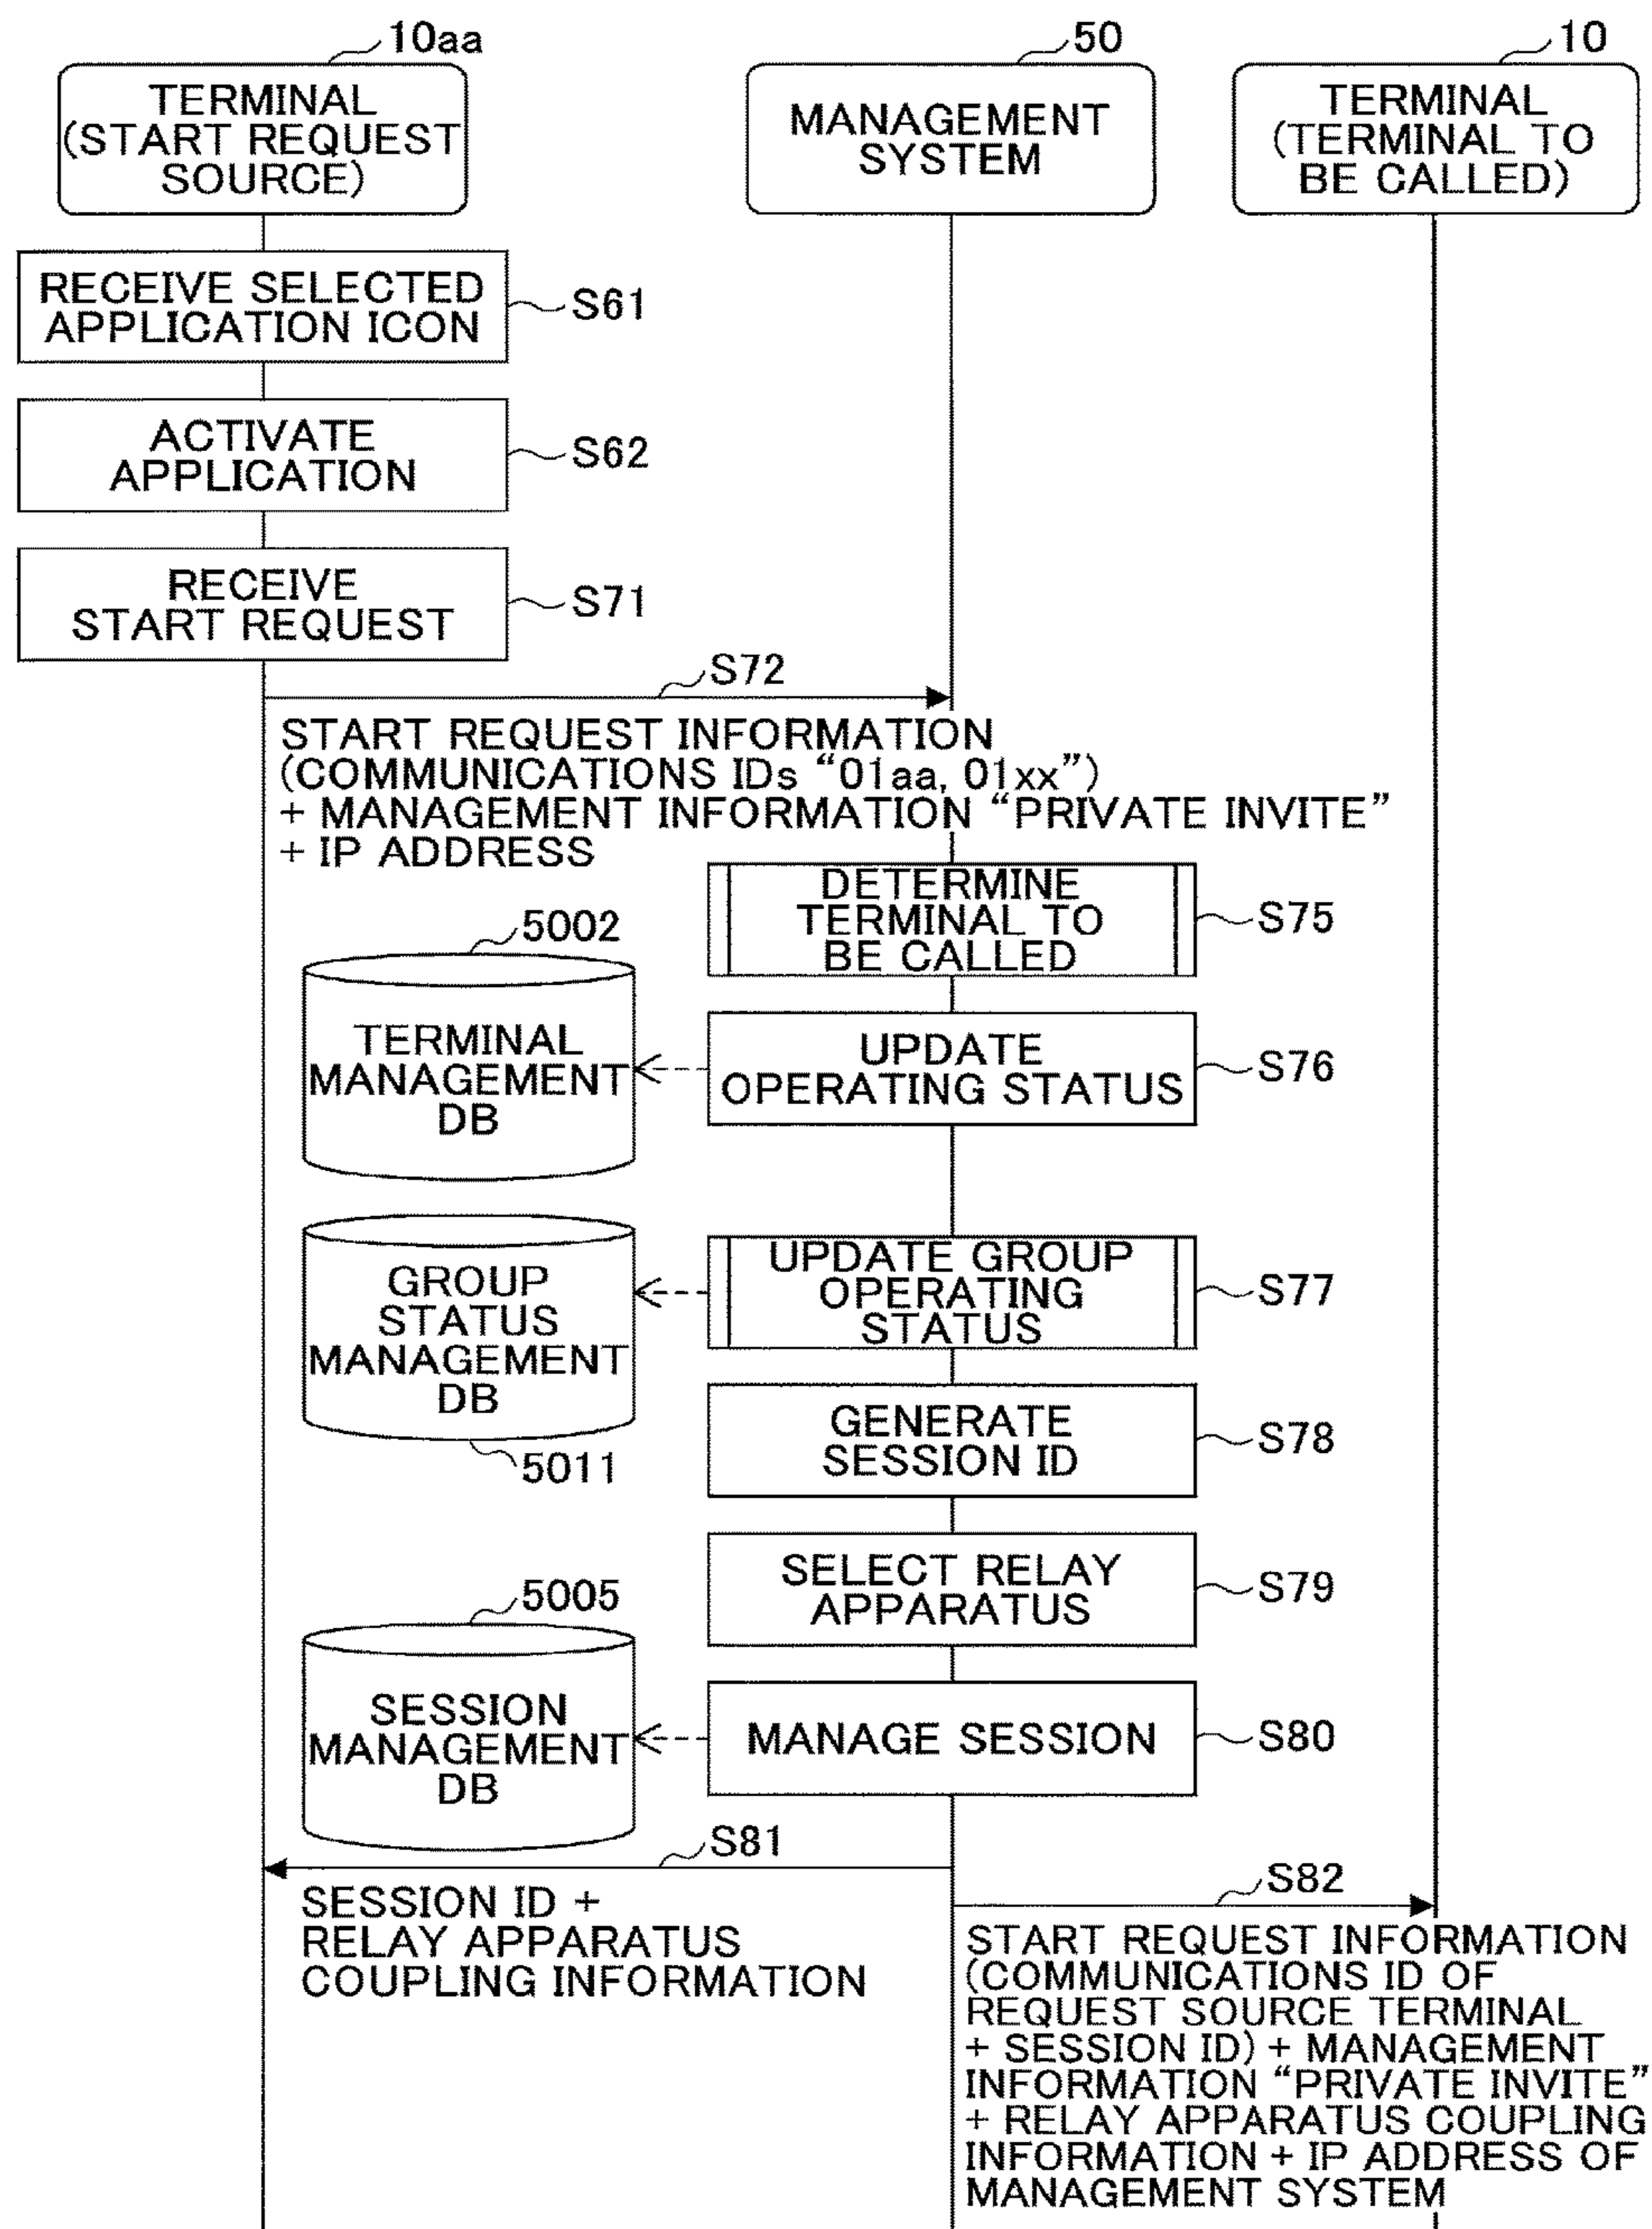 10aa
50
10
TERMINAL
(START REQUEST
SOURCE)
MANAGEMENT
SYSTEM
TERMINAL
(TERMINAL TO
BE CALLED)
RECEIVE SELECTED
APPLICATION ICON
S61
ACTIVATE
APPLICATION
S62
RECEIVE
START REQUEST
S71
S72
START REQUEST INFORMATION
(COMMUNICATIONS IDs “01aa, 01xx”)
+ MANAGEMENT INFORMATION “PRIVATE INVITE”
+ IP ADDRESS
DETERMINE
TERMINAL TO
BE CALLED
S75
5002
TERMINAL
MANAGEMENT
DB
UPDATE
OPERATING STATUS
S76
GROUP
STATUS
MANAGEMENT
DB
5011
UPDATE GROUP
OPERATING
STATUS
S77
GENERATE
SESSION ID
S78
SELECT RELAY
APPARATUS
S79
5005
SESSION
MANAGEMENT
DB
MANAGE SESSION
S80
S81
SESSION ID +
RELAY APPARATUS
COUPLING INFORMATION
S82
START REQUEST INFORMATION
(COMMUNICATIONS ID OF
REQUEST SOURCE TERMINAL
+ SESSION ID) + MANAGEMENT
INFORMATION “PRIVATE INVITE”
+ RELAY APPARATUS COUPLING
INFORMATION + IP ADDRESS OF
MANAGEMENT SYSTEM